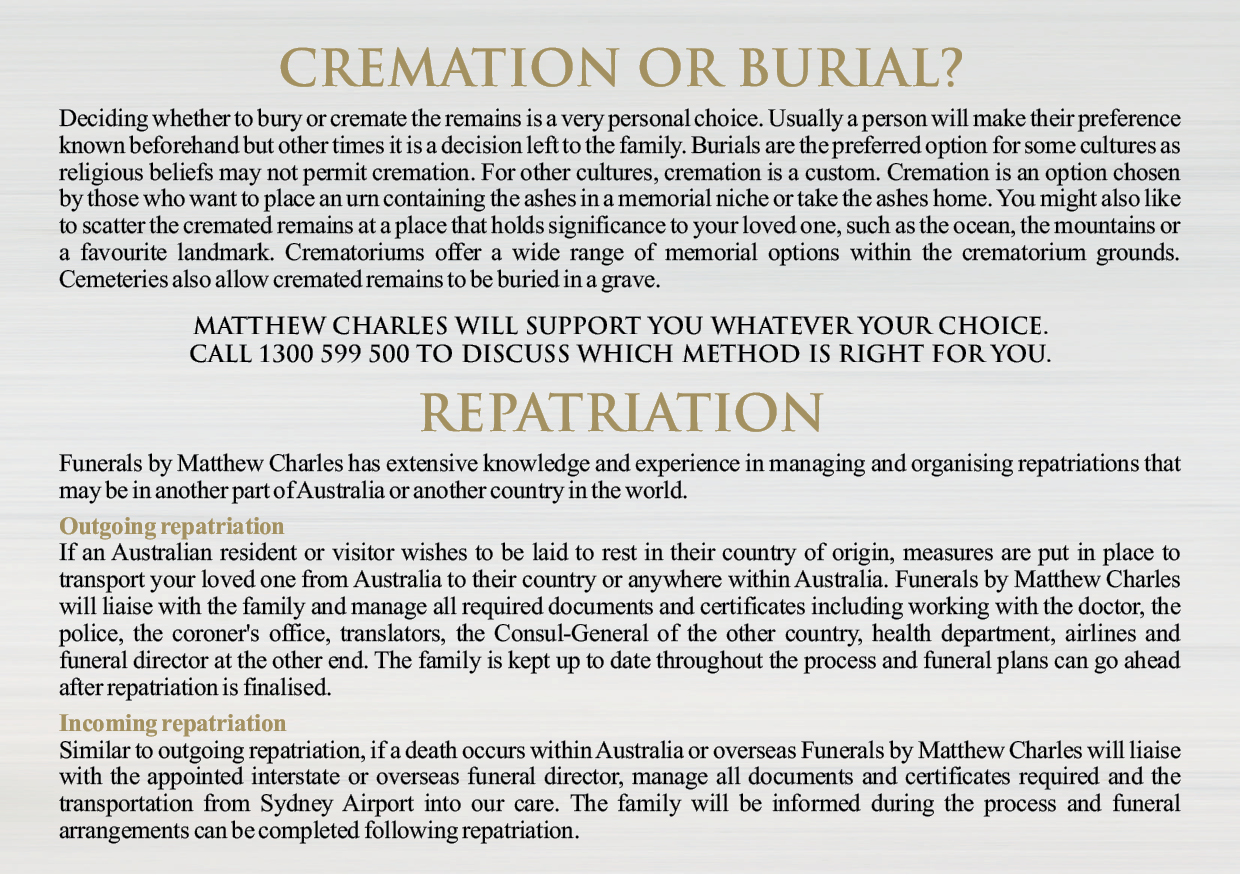 CREMATION OR BURIAL?
Deciding whether to bury or cremate the remains is a very personal choice. Usually a person will make their preference
known beforehand but other times it is a decision left to the family. Burials are the preferred option for some cultures as
religious beliefs may not permit cremation. For other cultures, cremation is a custom. Cremation is an option chosen
by those who want to place an urn containing the ashes in a memorial niche or take the ashes home. You might also like
to scatter the cremated remains at a place that holds significance to your loved one, such as the ocean, the mountains or
a favourite landmark. Crematoriums offer a wide range of memorial options within the crematorium grounds.
Cemeteries also allow cremated remains to be buried in a grave.
MATTHEW CHARLES WILL SUPPORT YOU WHATEVER YOUR CHOICE.
CALL 1300 599 500 TO DISCUSS WHICH METHOD IS RIGHT FOR YOU.
REPATRIATION
Funerals by Matthew Charles has extensive knowledge and experience in managing and organising repatriations that
may be in another part of Australia or another country in the world.
Outgoing repatriation
If an Australian resident or visitor wishes to be laid to rest in their country of origin, measures are put in place to
transport your loved one from Australia to their country or anywhere within Australia. Funerals by Matthew Charles
will liaise with the family and manage all required documents and certificates including working with the doctor, the
police, the coroner's office, translators, the Consul-General of the other country, health department, airlines and
funeral director at the other end. The family is kept up to date throughout the process and funeral plans can go ahead
after repatriation is finalised.
Incoming repatriation
Similar to outgoing repatriation, if a death occurs within Australia or overseas Funerals by Matthew Charles will liaise
with the appointed interstate or overseas funeral director, manage all documents and certificates required and the
transportation from Sydney Airport into our care. The family will be informed during the process and funeral
arrangements can be completed following repatriation.